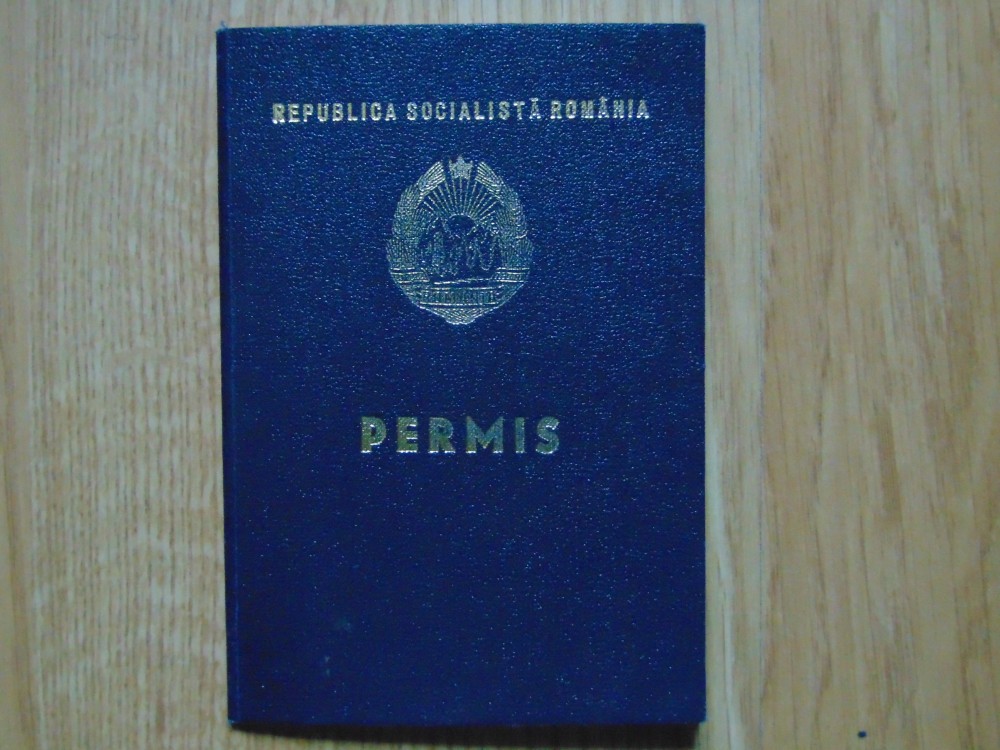 REPUBLICA SOCIALISTĂ ROMÂNIA
PERMIS